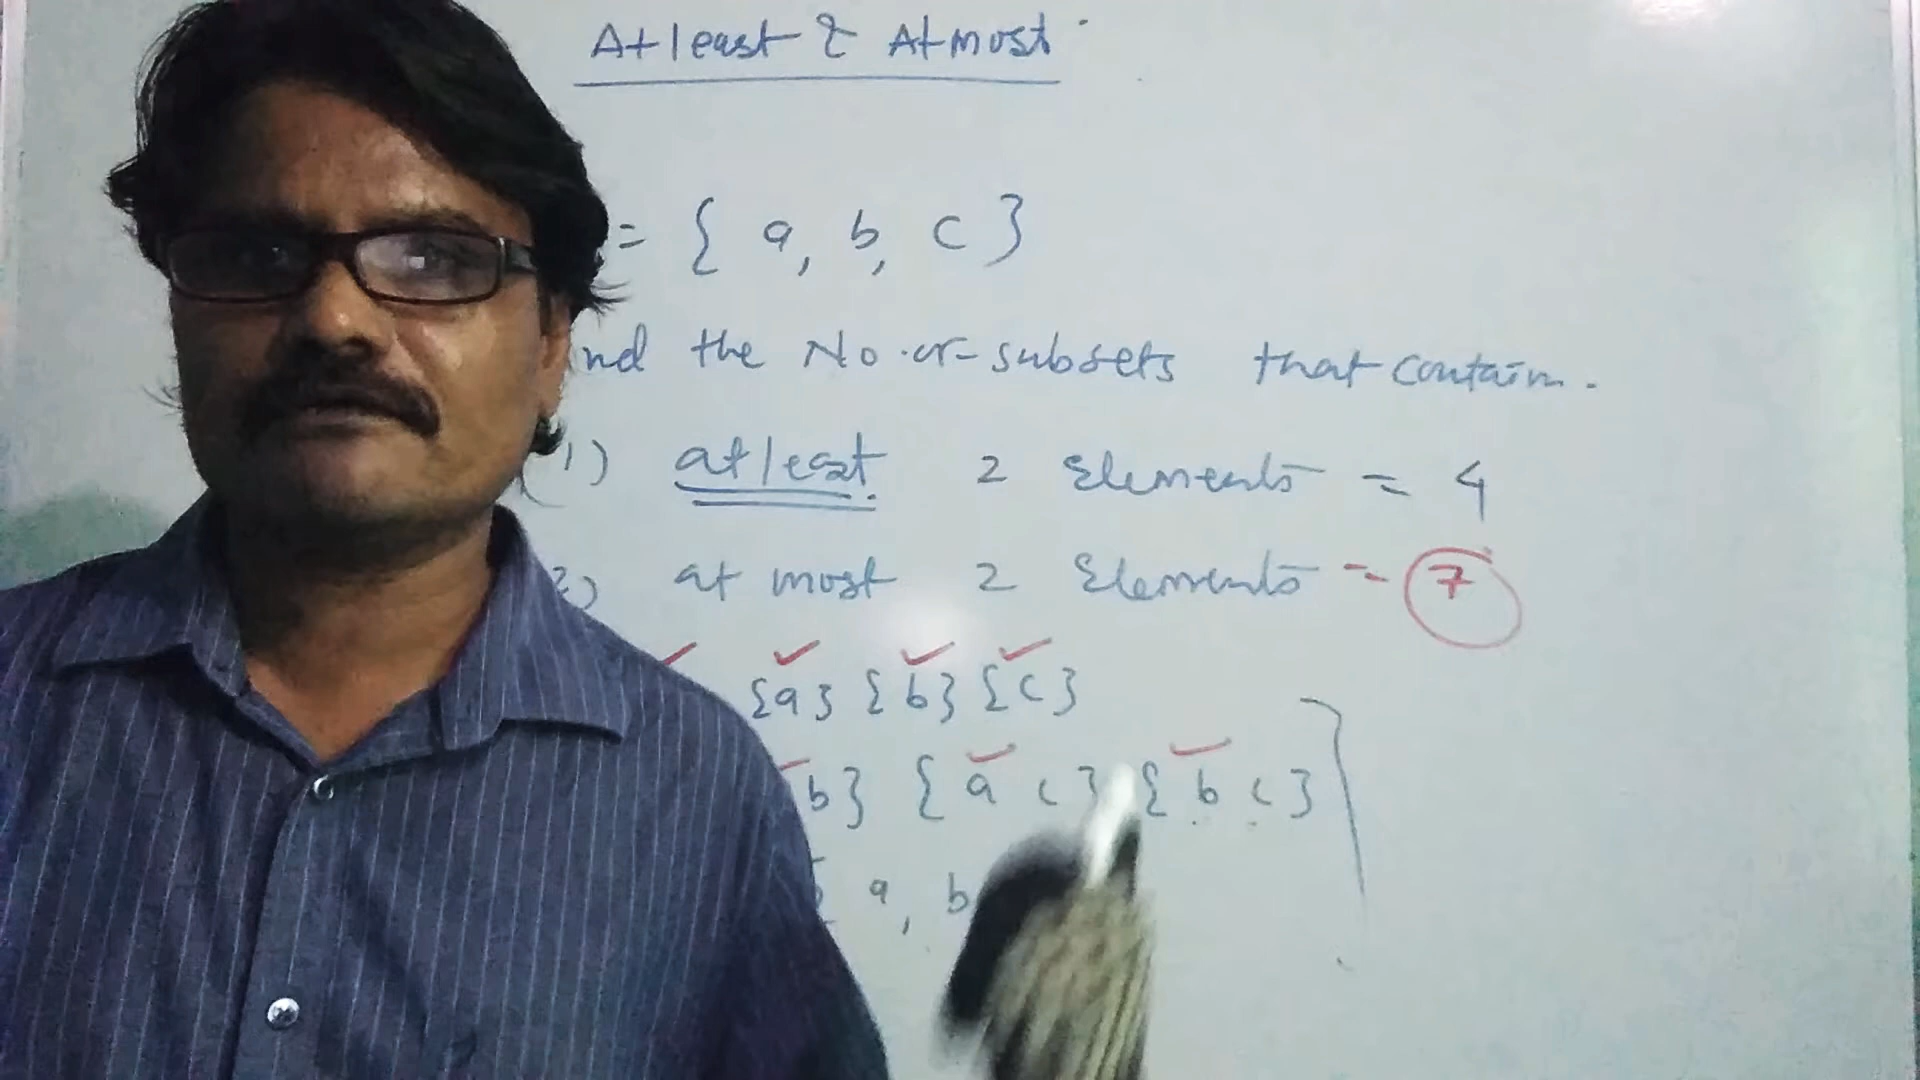 Atleast & Atmost
= { a, b, c }
nd the No. of subsets that contain.
(1) atleast 2 Elements = 4
2) at most 2 Elements = 7
{a} {b} {c}
b} {a c} {b c}
a, b